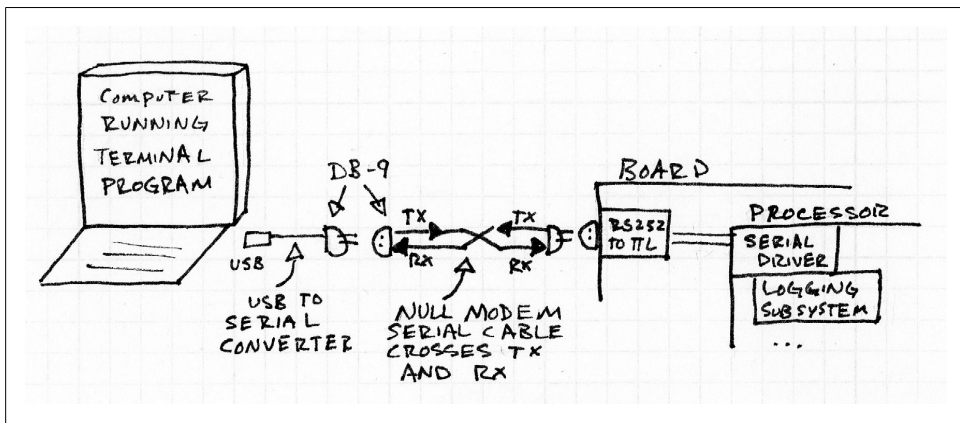 COMPUTER
RUNNING
TERMINAL
PROGRAM
USB
USB TO
SERIAL
CONVERTER
DB-9
TX
RX
TX
RX
NULL MODEM
SERIAL CABLE
CROSSES TX
AND RX
BOARD
RS232
TO TTL
PROCESSOR
SERIAL
DRIVER
LOGGING
SUBSYSTEM
...